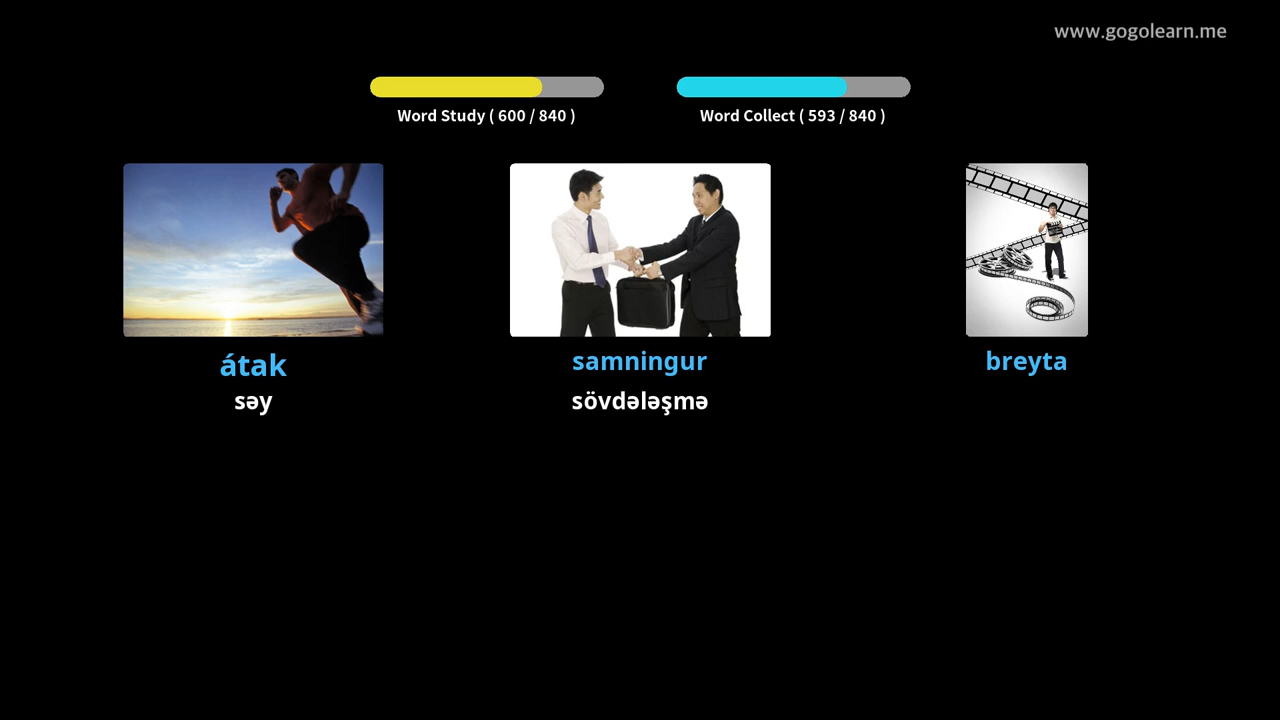 www.gogolearn.me
Word Study ( 600 / 840 )
Word Collect ( 593 / 840 )
átak
samningur
breyta
səy
sövdələşmə